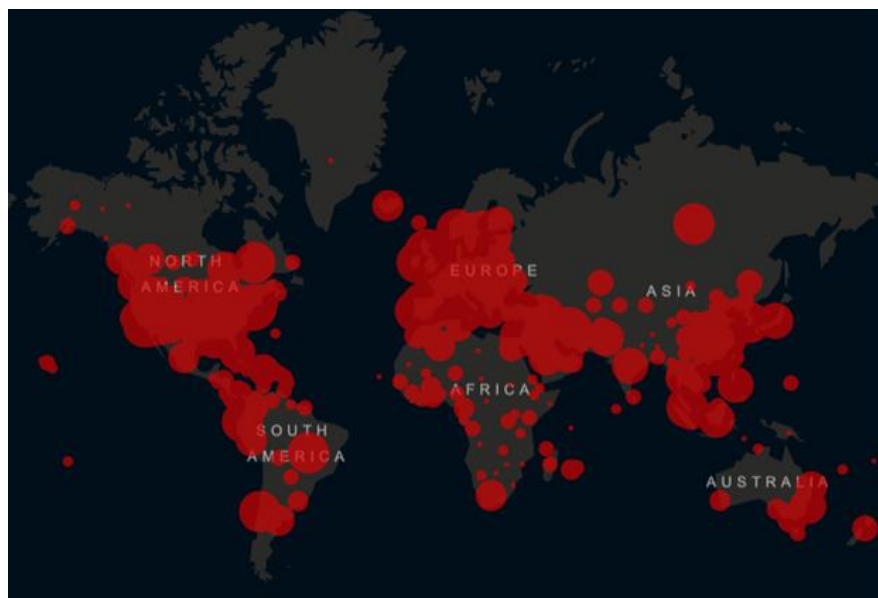 NORTH
AMERICA
EUROPE
ASIA
AFRICA
SOUTH
AMERICA
AUSTRALIA